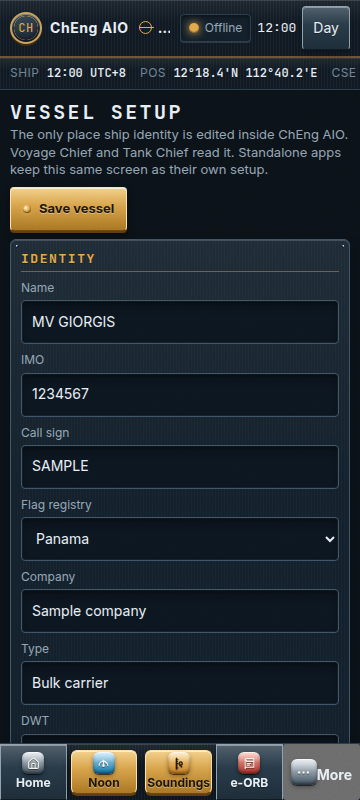 CH ChEng AIO ... Offline 12:00 Day
SHIP 12:00 UTC+8 POS 12°18.4'N 112°40.2'E CSE
VESSEL SETUP
The only place ship identity is edited inside ChEng AIO.
Voyage Chief and Tank Chief read it. Standalone apps
keep this same screen as their own setup.
Save vessel
IDENTITY
Name
MV GIORGIS
IMO
1234567
Call sign
SAMPLE
Flag registry
Panama
Company
Sample company
Type
Bulk carrier
DWT
Home Noon Soundings e-ORB More